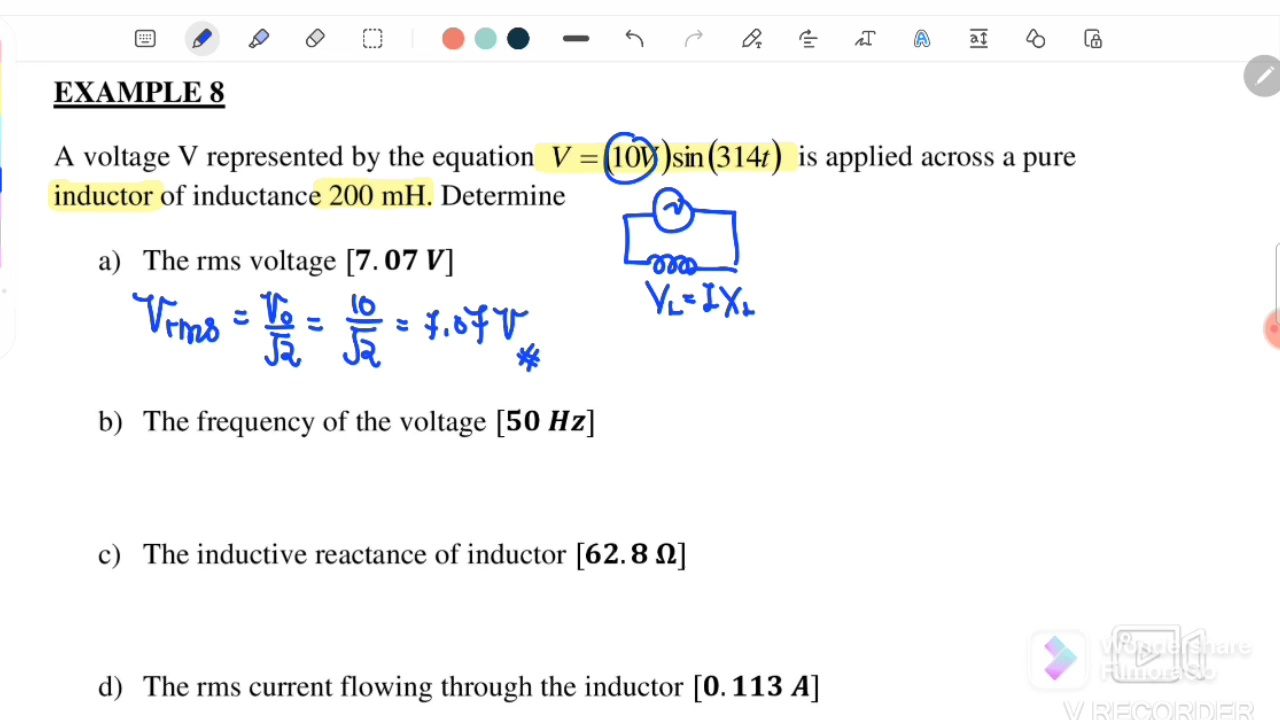 EXAMPLE 8
A voltage V represented by the equation V = (10V)sin(314t) is applied across a pure
inductor of inductance 200 mH. Determine
a) The rms voltage [7.07 V]
Vrms = V₀/√2 = 10/√2 = 7.07 V
V_L = I X_L
b) The frequency of the voltage [50 Hz]
c) The inductive reactance of inductor [62.8 Ω]
d) The rms current flowing through the inductor [0.113 A]
Wondershare
Filmora
V RECORDER